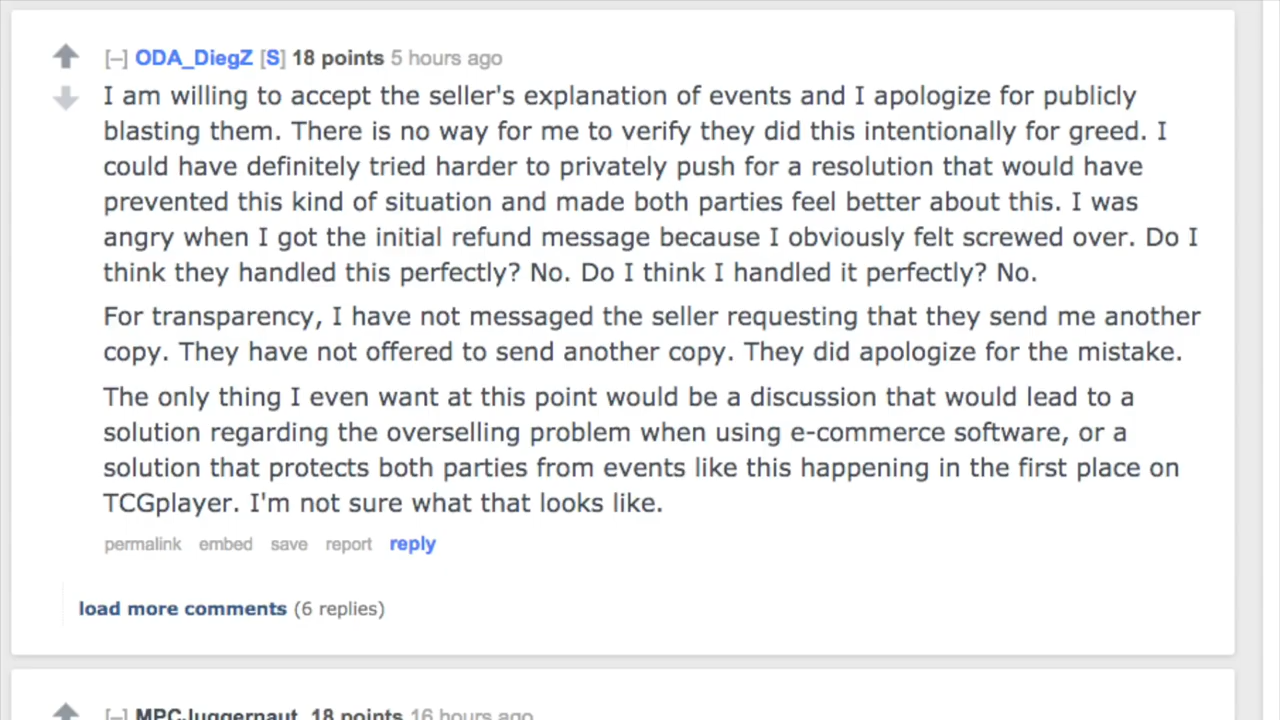 [–] ODA_DiegZ [S] 18 points 5 hours ago
I am willing to accept the seller's explanation of events and I apologize for publicly
blasting them. There is no way for me to verify they did this intentionally for greed. I
could have definitely tried harder to privately push for a resolution that would have
prevented this kind of situation and made both parties feel better about this. I was
angry when I got the initial refund message because I obviously felt screwed over. Do I
think they handled this perfectly? No. Do I think I handled it perfectly? No.
For transparency, I have not messaged the seller requesting that they send me another
copy. They have not offered to send another copy. They did apologize for the mistake.
The only thing I even want at this point would be a discussion that would lead to a
solution regarding the overselling problem when using e-commerce software, or a
solution that protects both parties from events like this happening in the first place on
TCGplayer. I'm not sure what that looks like.
permalink embed save report reply
load more comments (6 replies)
[–] MPCJuggernaut 18 points 16 hours ago